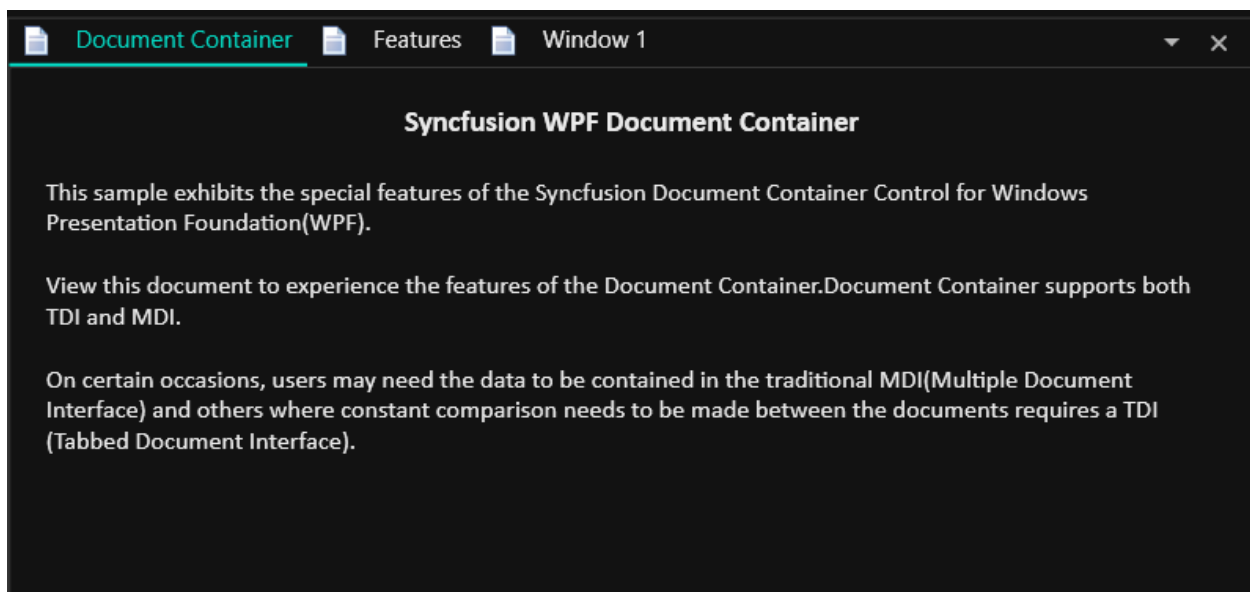 Document Container Features Window 1
Syncfusion WPF Document Container
This sample exhibits the special features of the Syncfusion Document Container Control for Windows
Presentation Foundation(WPF).
View this document to experience the features of the Document Container.Document Container supports both
TDI and MDI.
On certain occasions, users may need the data to be contained in the traditional MDI(Multiple Document
Interface) and others where constant comparison needs to be made between the documents requires a TDI
(Tabbed Document Interface).